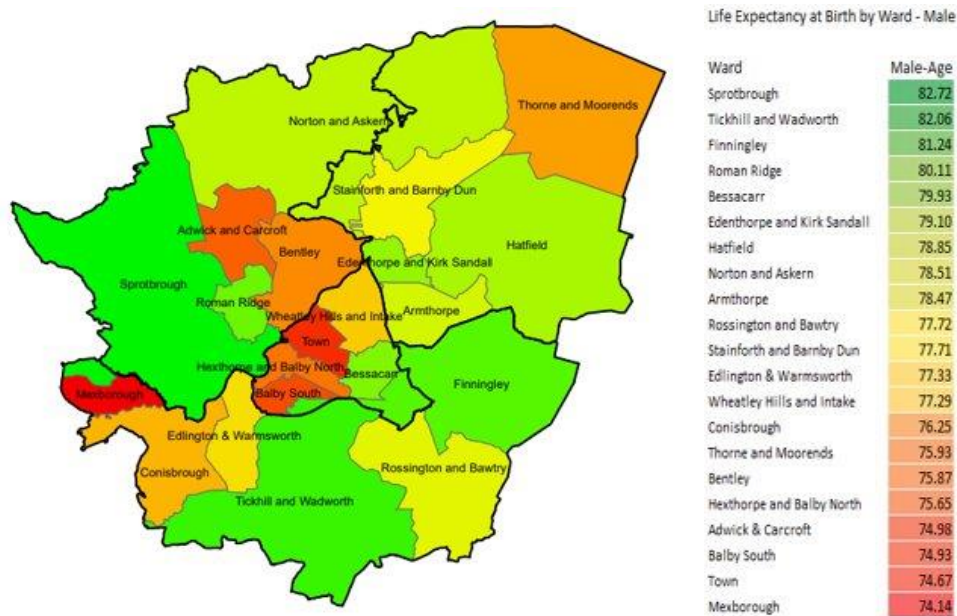 Life Expectancy at Birth by Ward - Male
Ward Male-Age
Sprotbrough 82.72
Tickhill and Wadworth 82.06
Finningley 81.24
Roman Ridge 80.11
Bessacarr 79.93
Edenthorpe and Kirk Sandall 79.10
Hatfield 78.85
Norton and Askern 78.51
Armthorpe 78.47
Rossington and Bawtry 77.72
Stainforth and Barnby Dun 77.71
Edlington & Warmsworth 77.33
Wheatley Hills and Intake 77.29
Conisbrough 76.25
Thorne and Moorends 75.93
Bentley 75.87
Hexthorpe and Balby North 75.65
Adwick & Carcroft 74.98
Balby South 74.93
Town 74.67
Mexborough 74.14
Thorne and Moorends
Norton and Askern
Stainforth and Barnby Dun
Adwick and Carcroft
Hatfield
Bentley
Edenthorpe and Kirk Sandall
Sprotbrough
Roman Ridge
Armthorpe
Wheatley Hills and Intake
Town
Hexthorpe and Balby North
Bessacarr
Finningley
Mexborough
Balby South
Edlington & Warmsworth
Conisbrough
Rossington and Bawtry
Tickhill and Wadworth